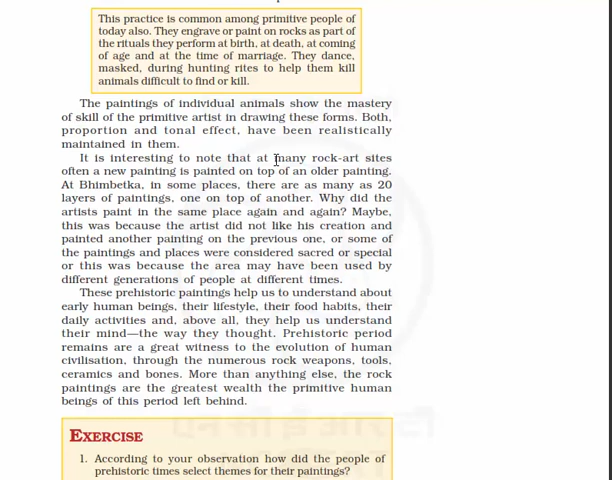 This practice is common among primitive people of
today also. They engrave or paint on rocks as part of
the rituals they perform at birth, at death, at coming
of age and at the time of marriage. They dance,
masked, during hunting rites to help them kill
animals difficult to find or kill.
The paintings of individual animals show the mastery
of skill of the primitive artist in drawing these forms. Both,
proportion and tonal effect, have been realistically
maintained in them.
It is interesting to note that at many rock-art sites
often a new painting is painted on top of an older painting.
At Bhimbetka, in some places, there are as many as 20
layers of paintings, one on top of another. Why did the
artists paint in the same place again and again? Maybe,
this was because the artist did not like his creation and
painted another painting on the previous one, or some of
the paintings and places were considered sacred or special
or this was because the area may have been used by
different generations of people at different times.
These prehistoric paintings help us to understand about
early human beings, their lifestyle, their food habits, their
daily activities and, above all, they help us understand
their mind—the way they thought. Prehistoric period
remains are a great witness to the evolution of human
civilisation, through the numerous rock weapons, tools,
ceramics and bones. More than anything else, the rock
paintings are the greatest wealth the primitive human
beings of this period left behind.
एन सी ई आर टी
EXERCISE
1. According to your observation how did the people of
prehistoric times select themes for their paintings?